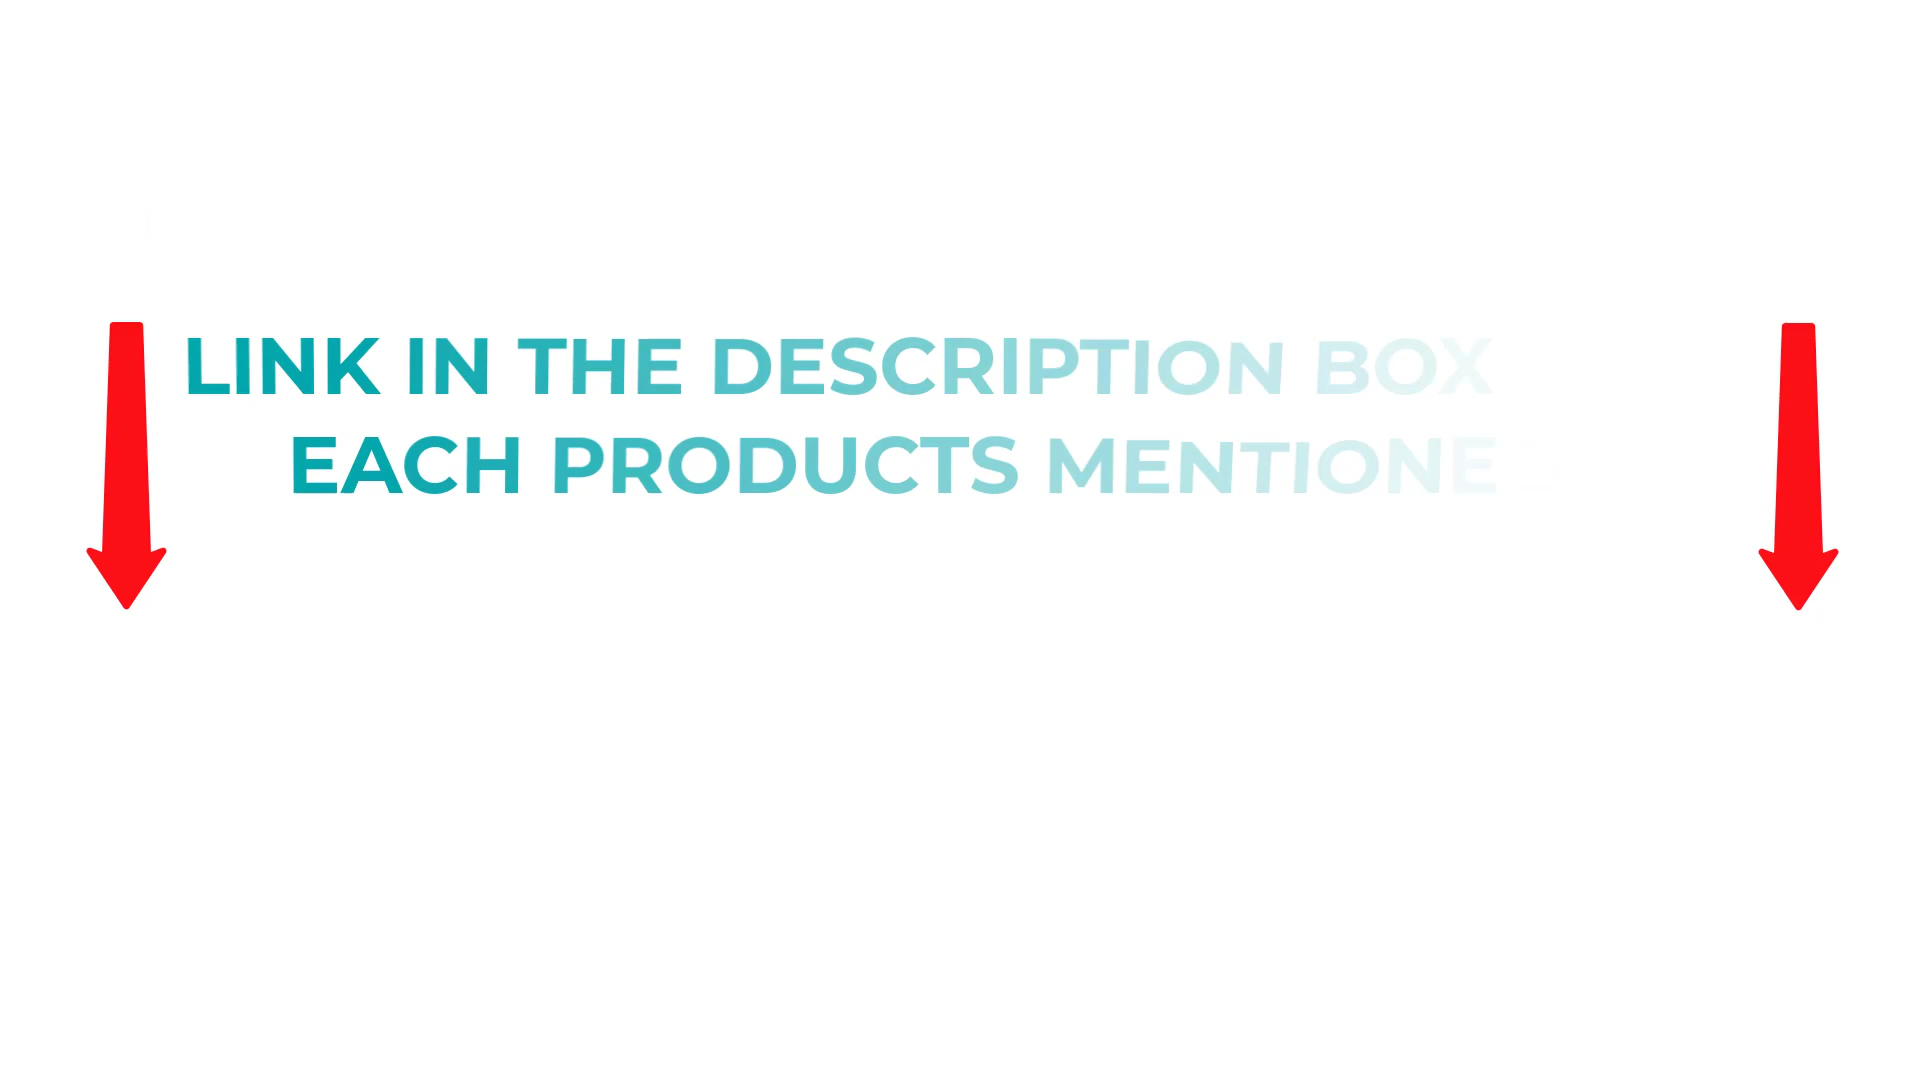 LINK IN THE DESCRIPTION BOX
EACH PRODUCTS MENTIONE